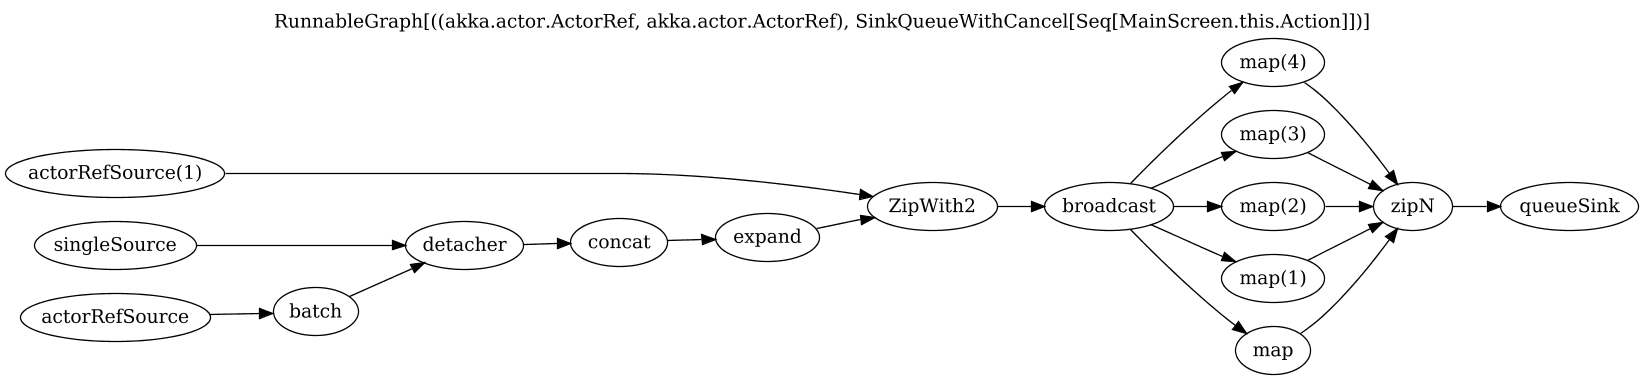 RunnableGraph[((akka.actor.ActorRef, akka.actor.ActorRef), SinkQueueWithCancel[Seq[MainScreen.this.Action]])]
map(4)
map(3)
actorRefSource(1)
ZipWith2
broadcast
map(2)
zipN
queueSink
singleSource
detacher
concat
expand
map(1)
actorRefSource
batch
map